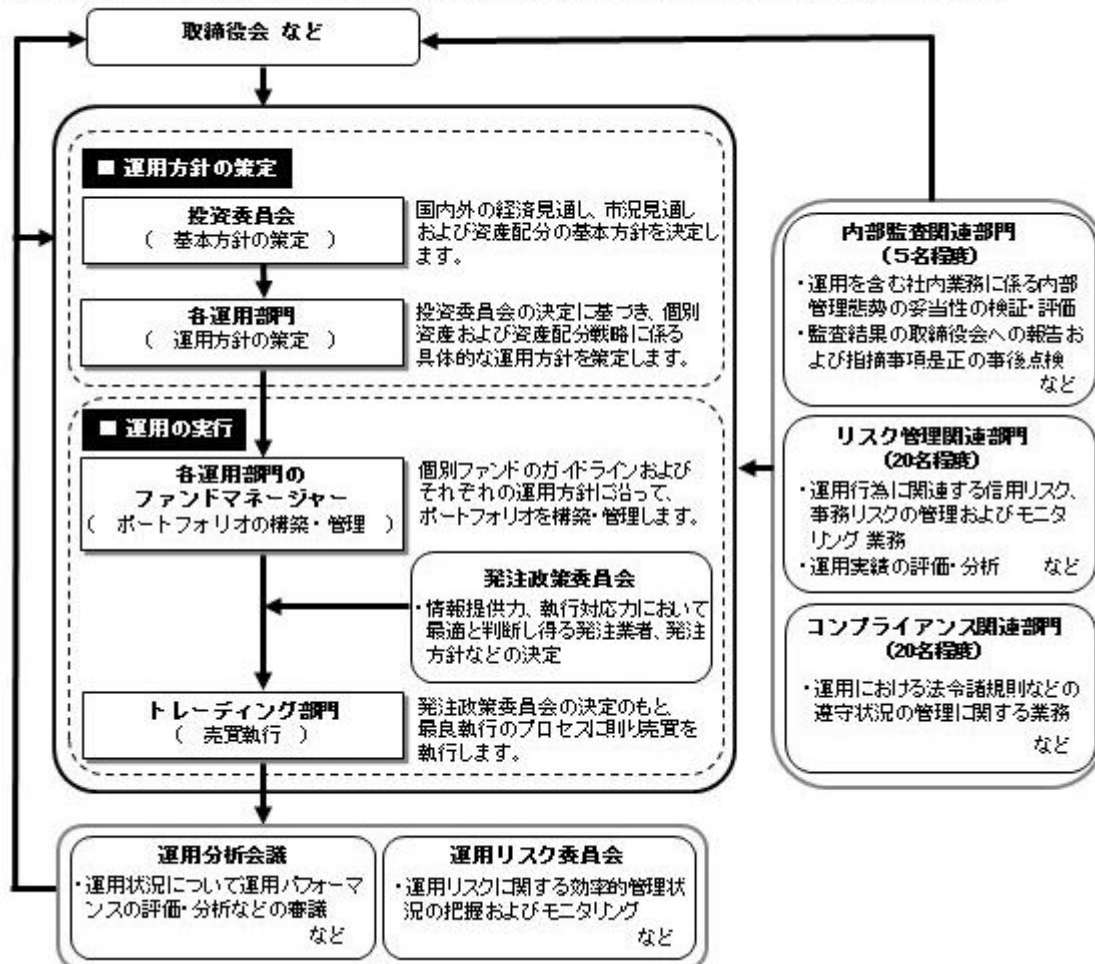 取締役会 など
■ 運用方針の策定
投資委員会
( 基本方針の策定 )
国内外の経済見通し、市況見通し
および資産配分の基本方針を決定し
ます。
各運用部門
( 運用方針の策定 )
投資委員会の決定に基づき、個別
資産および資産配分戦略に係る
具体的な運用方針を策定します。
■ 運用の実行
各運用部門の
ファンドマネージャー
( ポートフォリオの構築・管理 )
個別ファンドのガイドラインおよび
それぞれの運用方針に沿って、
ポートフォリオを構築・管理します。
発注政策委員会
・情報提供力、執行対応力において
最適と判断し得る発注業者、発注
方針などの決定
トレーディング部門
( 売買執行 )
発注政策委員会の決定のもと、
最良執行のプロセスに則り売買を
執行します。
運用分析会議
・運用状況について運用パフォーマ
ンスの評価・分析などの審議
など
運用リスク委員会
・運用リスクに関する効率的管理状
況の把握およびモニタリング
など
内部監査関連部門
(5名程度)
・運用を含む社内業務に係る内部
管理態勢の妥当性の検証・評価
・監査結果の取締役会への報告お
よび指摘事項是正の事後点検
など
リスク管理関連部門
(20名程度)
・運用行為に関連する信用リスク、
事務リスクの管理およびモニタ
リング 業務
・運用実績の評価・分析 など
コンプライアンス関連部門
(20名程度)
・運用における法令諸規則などの
遵守状況の管理に関する業務
など